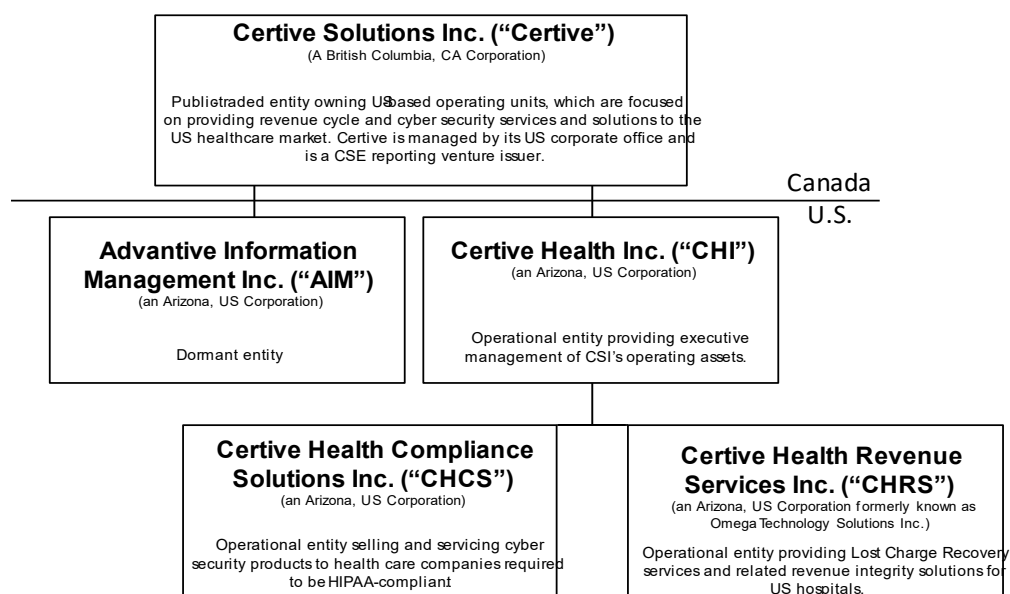 Certive Solutions Inc. (“Certive”)
(A British Columbia, CA Corporation)
Public-traded entity owning US-based operating units, which are focused
on providing revenue cycle and cyber security services and solutions to the
US healthcare market. Certive is managed by its US corporate office and
is a CSE reporting venture issuer.
Canada
U.S.
Advantive Information
Management Inc. (“AIM”)
(an Arizona, US Corporation)
Dormant entity
Certive Health Inc. (“CHI”)
(an Arizona, US Corporation)
Operational entity providing executive
management of CSI’s operating assets.
Certive Health Compliance
Solutions Inc. (“CHCS”)
(an Arizona, US Corporation)
Operational entity selling and servicing cyber
security products to health care companies required
to be HIPAA-compliant.
Certive Health Revenue
Services Inc. (“CHRS”)
(an Arizona, US Corporation formerly known as
Omega Technology Solutions Inc.)
Operational entity providing Lost Charge Recovery
services and related revenue integrity solutions for
US hospitals.